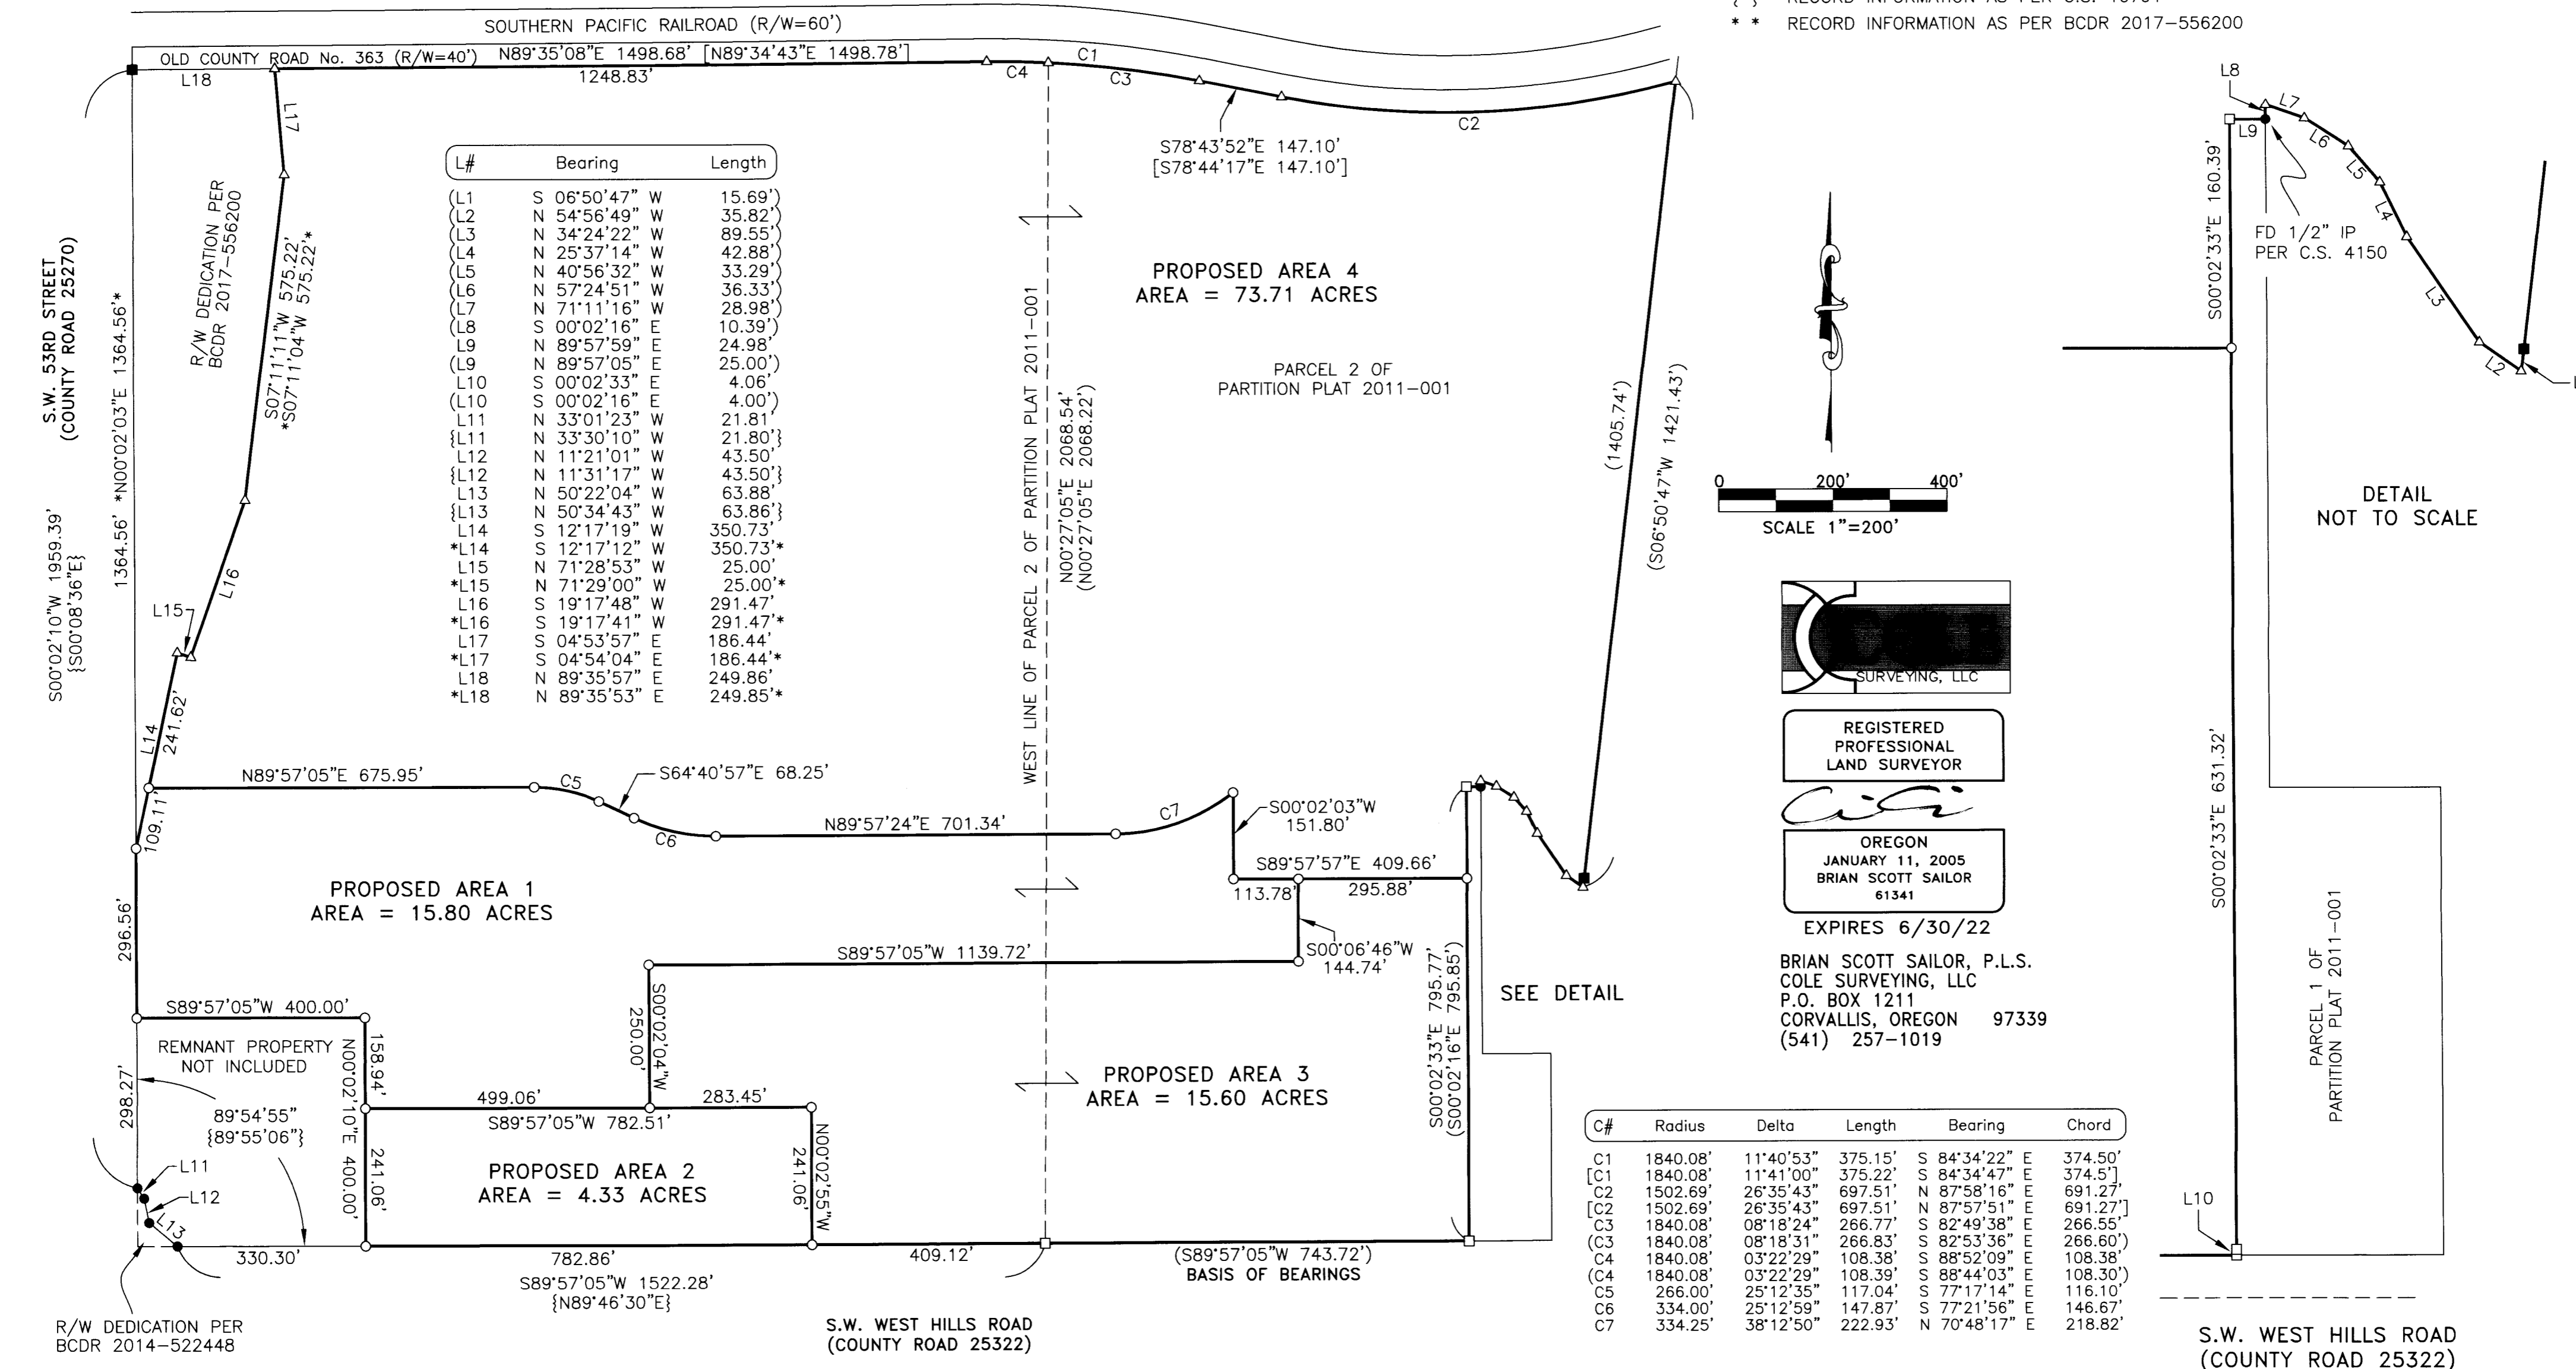 SOUTHERN PACIFIC RAILROAD (R/W=60')
OLD COUNTY ROAD No. 363 (R/W=40')
N89°35'08"E 1498.68' [N89°34'43"E 1498.78']
L18
1248.83'
C4
C1
C3
C2
L17
S78°43'52"E 147.10'
[S78°44'17"E 147.10']
* * RECORD INFORMATION AS PER BCDR 2017-556200
S.W. 53RD STREET
(COUNTY ROAD 25270)
S00°02'10"W 1959.39'
{S00°08'36"E}
1364.56' *N00°02'03"E 1364.56'*
R/W DEDICATION PER
BCDR 2017-556200
S07°11'11"W 575.22'
*S07°11'04"W 575.22'*
L16
L15
L14
241.62'
109.11'
296.56'
298.27'
L# Bearing Length
(L1 S 06°50'47" W 15.69')
(L2 N 54°56'49" W 35.82')
(L3 N 34°24'22" W 89.55')
(L4 N 25°37'14" W 42.88')
(L5 N 40°56'32" W 33.29')
(L6 N 57°24'51" W 36.33')
(L7 N 71°11'16" W 28.98')
(L8 S 00°02'16" E 10.39')
L9 N 89°57'59" E 24.98'
(L9 N 89°57'05" E 25.00')
L10 S 00°02'33" E 4.06'
(L10 S 00°02'16" E 4.00')
L11 N 33°01'23" W 21.81'
{L11 N 33°30'10" W 21.80'}
L12 N 11°21'01" W 43.50'
{L12 N 11°31'17" W 43.50'}
L13 N 50°22'04" W 63.88'
{L13 N 50°34'43" W 63.86'}
L14 S 12°17'19" W 350.73'
*L14 S 12°17'12" W 350.73'*
L15 N 71°28'53" W 25.00'
*L15 N 71°29'00" W 25.00'*
L16 S 19°17'48" W 291.47'
*L16 S 19°17'41" W 291.47'*
L17 S 04°53'57" E 186.44'
*L17 S 04°54'04" E 186.44'*
L18 N 89°35'57" E 249.86'
*L18 N 89°35'53" E 249.85'*
WEST LINE OF PARCEL 2 OF PARTITION PLAT 2011-001
N00°27'05"E 2068.54'
(N00°27'05"E 2068.22')
PROPOSED AREA 4
AREA = 73.71 ACRES
PARCEL 2 OF
PARTITION PLAT 2011-001
(1405.74')
(S06°50'47"W 1421.43')
N89°57'05"E 675.95'
C5
S64°40'57"E 68.25'
C6
N89°57'24"E 701.34'
C7
S00°02'03"W
151.80'
S89°57'57"E 409.66'
113.78'
295.88'
S00°06'46"W
144.74'
PROPOSED AREA 1
AREA = 15.80 ACRES
S89°57'05"W 1139.72'
S89°57'05"W 400.00'
REMNANT PROPERTY
NOT INCLUDED
89°54'55"
{89°55'06"}
158.94'
N00°02'10"E 400.00'
241.06'
S00°02'04"W
250.00'
499.06'
283.45'
S89°57'05"W 782.51'
PROPOSED AREA 2
AREA = 4.33 ACRES
N00°02'55"W
241.06'
PROPOSED AREA 3
AREA = 15.60 ACRES
S00°02'33"E 795.77'
(S00°02'16"E 795.85')
SEE DETAIL
L11
L12
L13
330.30'
782.86'
409.12'
(S89°57'05"W 743.72')
BASIS OF BEARINGS
S89°57'05"W 1522.28'
{N89°46'30"E}
R/W DEDICATION PER
BCDR 2014-522448
S.W. WEST HILLS ROAD
(COUNTY ROAD 25322)
0 200' 400'
SCALE 1"=200'
SURVEYING, LLC
REGISTERED
PROFESSIONAL
LAND SURVEYOR
OREGON
JANUARY 11, 2005
BRIAN SCOTT SAILOR
61341
EXPIRES 6/30/22
BRIAN SCOTT SAILOR, P.L.S.
COLE SURVEYING, LLC
P.O. BOX 1211
CORVALLIS, OREGON 97339
(541) 257-1019
C# Radius Delta Length Bearing Chord
C1 1840.08' 11°40'53" 375.15' S 84°34'22" E 374.50'
[C1 1840.08' 11°41'00" 375.22' S 84°34'47" E 374.5']
C2 1502.69' 26°35'43" 697.51' N 87°58'16" E 691.27'
[C2 1502.69' 26°35'43" 697.51' N 87°57'51" E 691.27']
C3 1840.08' 08°18'24" 266.77' S 82°49'38" E 266.55'
(C3 1840.08' 08°18'31" 266.83' S 82°53'36" E 266.60')
C4 1840.08' 03°22'29" 108.38' S 88°52'09" E 108.38'
(C4 1840.08' 03°22'29" 108.39' S 88°44'03" E 108.30')
C5 266.00' 25°12'35" 117.04' S 77°17'14" E 116.10'
C6 334.00' 25°12'59" 147.87' S 77°21'56" E 146.67'
C7 334.25' 38°12'50" 222.93' N 70°48'17" E 218.82'
L8
L7
L9
L6
L5
L4
L3
L2
FD 1/2" IP
PER C.S. 4150
S00°02'33"E 160.39'
DETAIL
NOT TO SCALE
S00°02'33"E 631.32'
PARCEL 1 OF
PARTITION PLAT 2011-001
L10
S.W. WEST HILLS ROAD
(COUNTY ROAD 25322)